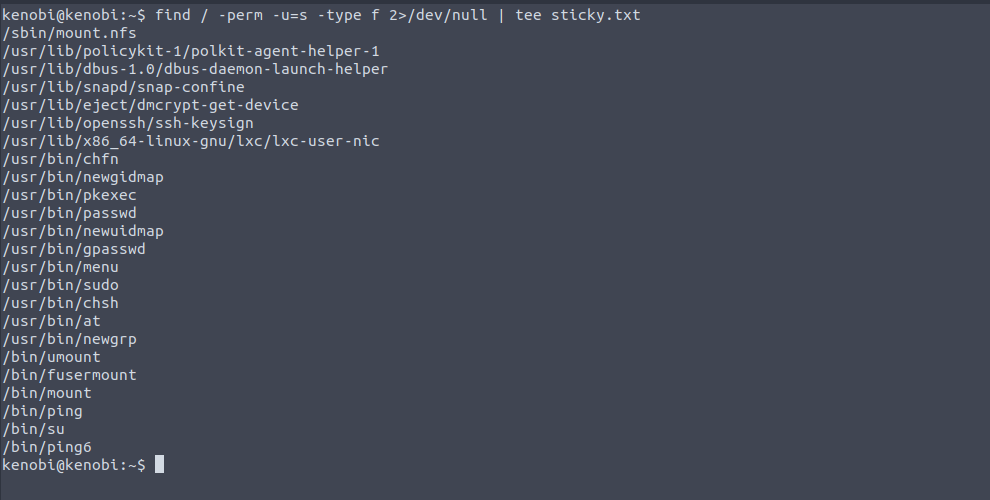 kenobi@kenobi:~$ find / -perm -u=s -type f 2>/dev/null | tee sticky.txt
/sbin/mount.nfs
/usr/lib/policykit-1/polkit-agent-helper-1
/usr/lib/dbus-1.0/dbus-daemon-launch-helper
/usr/lib/snapd/snap-confine
/usr/lib/eject/dmcrypt-get-device
/usr/lib/openssh/ssh-keysign
/usr/lib/x86_64-linux-gnu/lxc/lxc-user-nic
/usr/bin/chfn
/usr/bin/newgidmap
/usr/bin/pkexec
/usr/bin/passwd
/usr/bin/newuidmap
/usr/bin/gpasswd
/usr/bin/menu
/usr/bin/sudo
/usr/bin/chsh
/usr/bin/at
/usr/bin/newgrp
/bin/umount
/bin/fusermount
/bin/mount
/bin/ping
/bin/su
/bin/ping6
kenobi@kenobi:~$